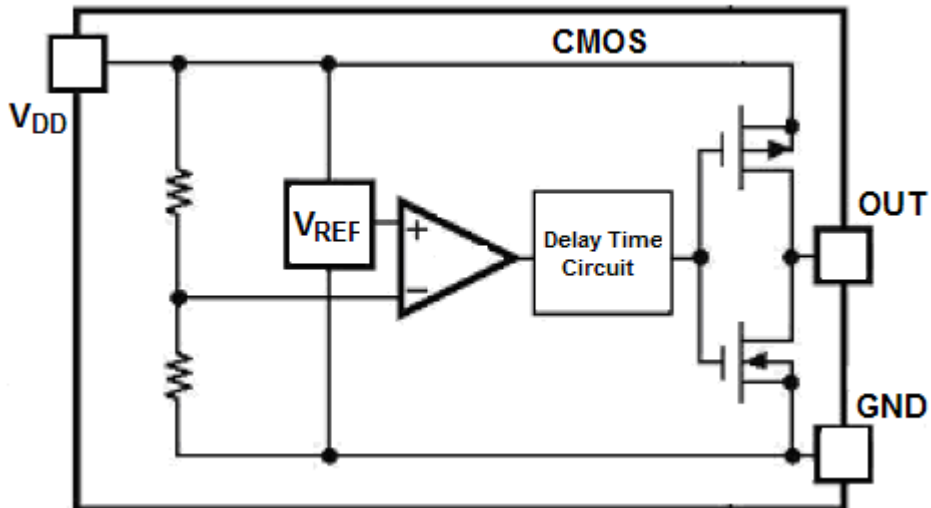 CMOS
VDD
OUT
VREF
+
Delay Time
Circuit
−
GND